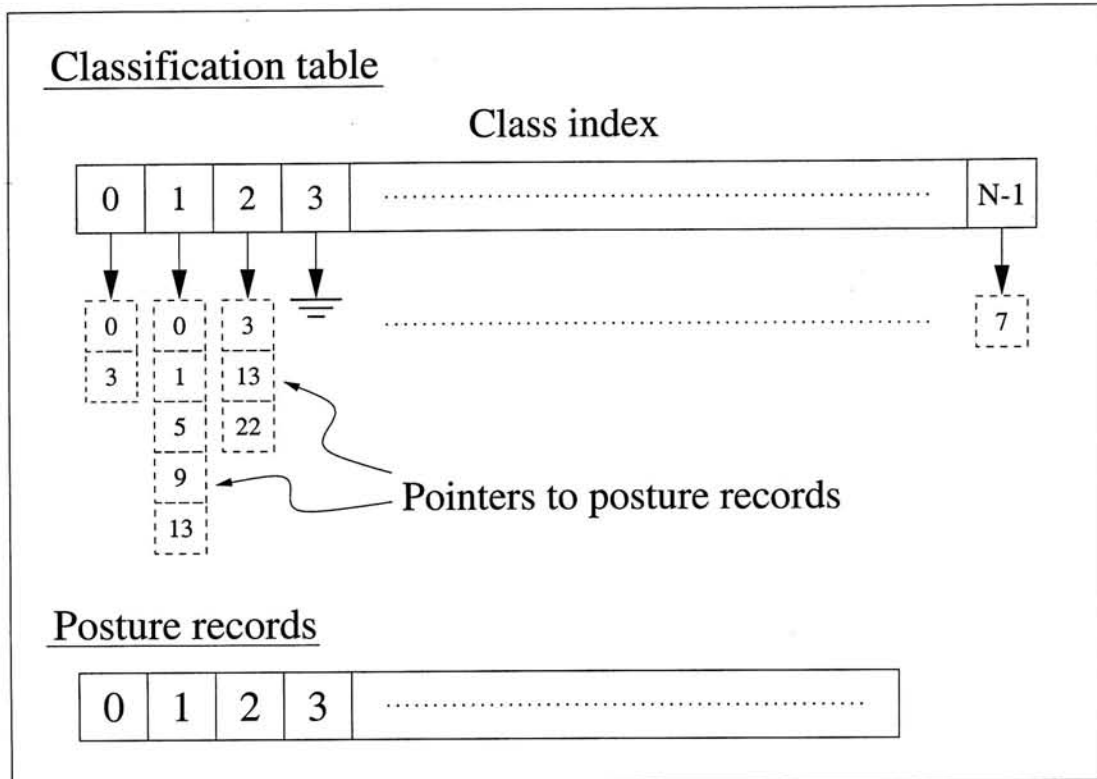 Classification table
Class index
0 1 2 3 ........ N-1
0 0 3 ........ 7
3 1 13
5 22
9
13
Pointers to posture records
Posture records
0 1 2 3 ........